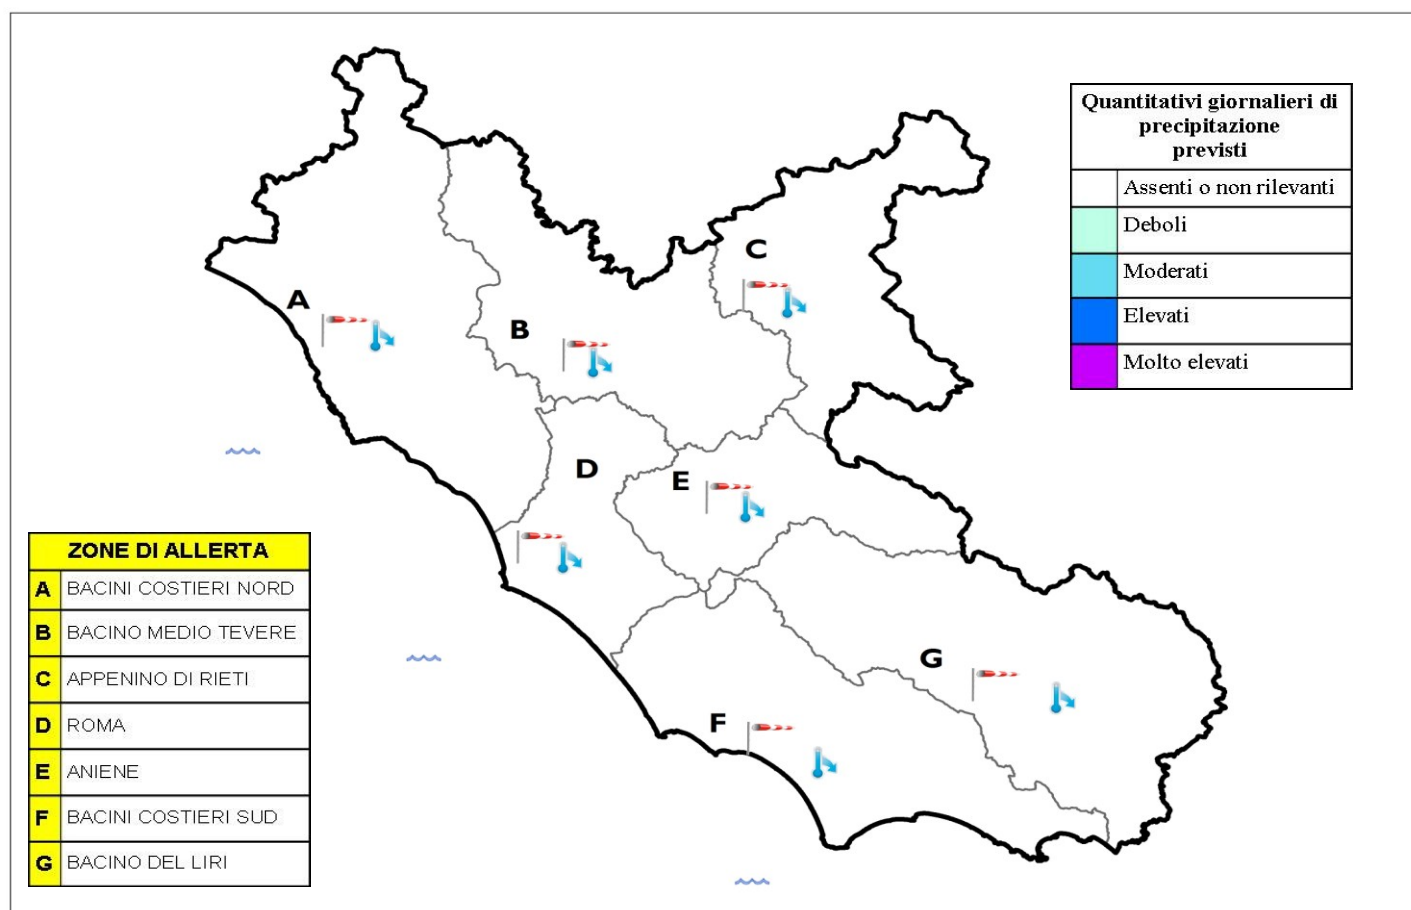 Quantitativi giornalieri di
precipitazione
previsti
Assenti o non rilevanti
Deboli
Moderati
Elevati
Molto elevati
C
A
B
D
E
G
F
ZONE DI ALLERTA
A BACINI COSTIERI NORD
B BACINO MEDIO TEVERE
C APPENINO DI RIETI
D ROMA
E ANIENE
F BACINI COSTIERI SUD
G BACINO DEL LIRI